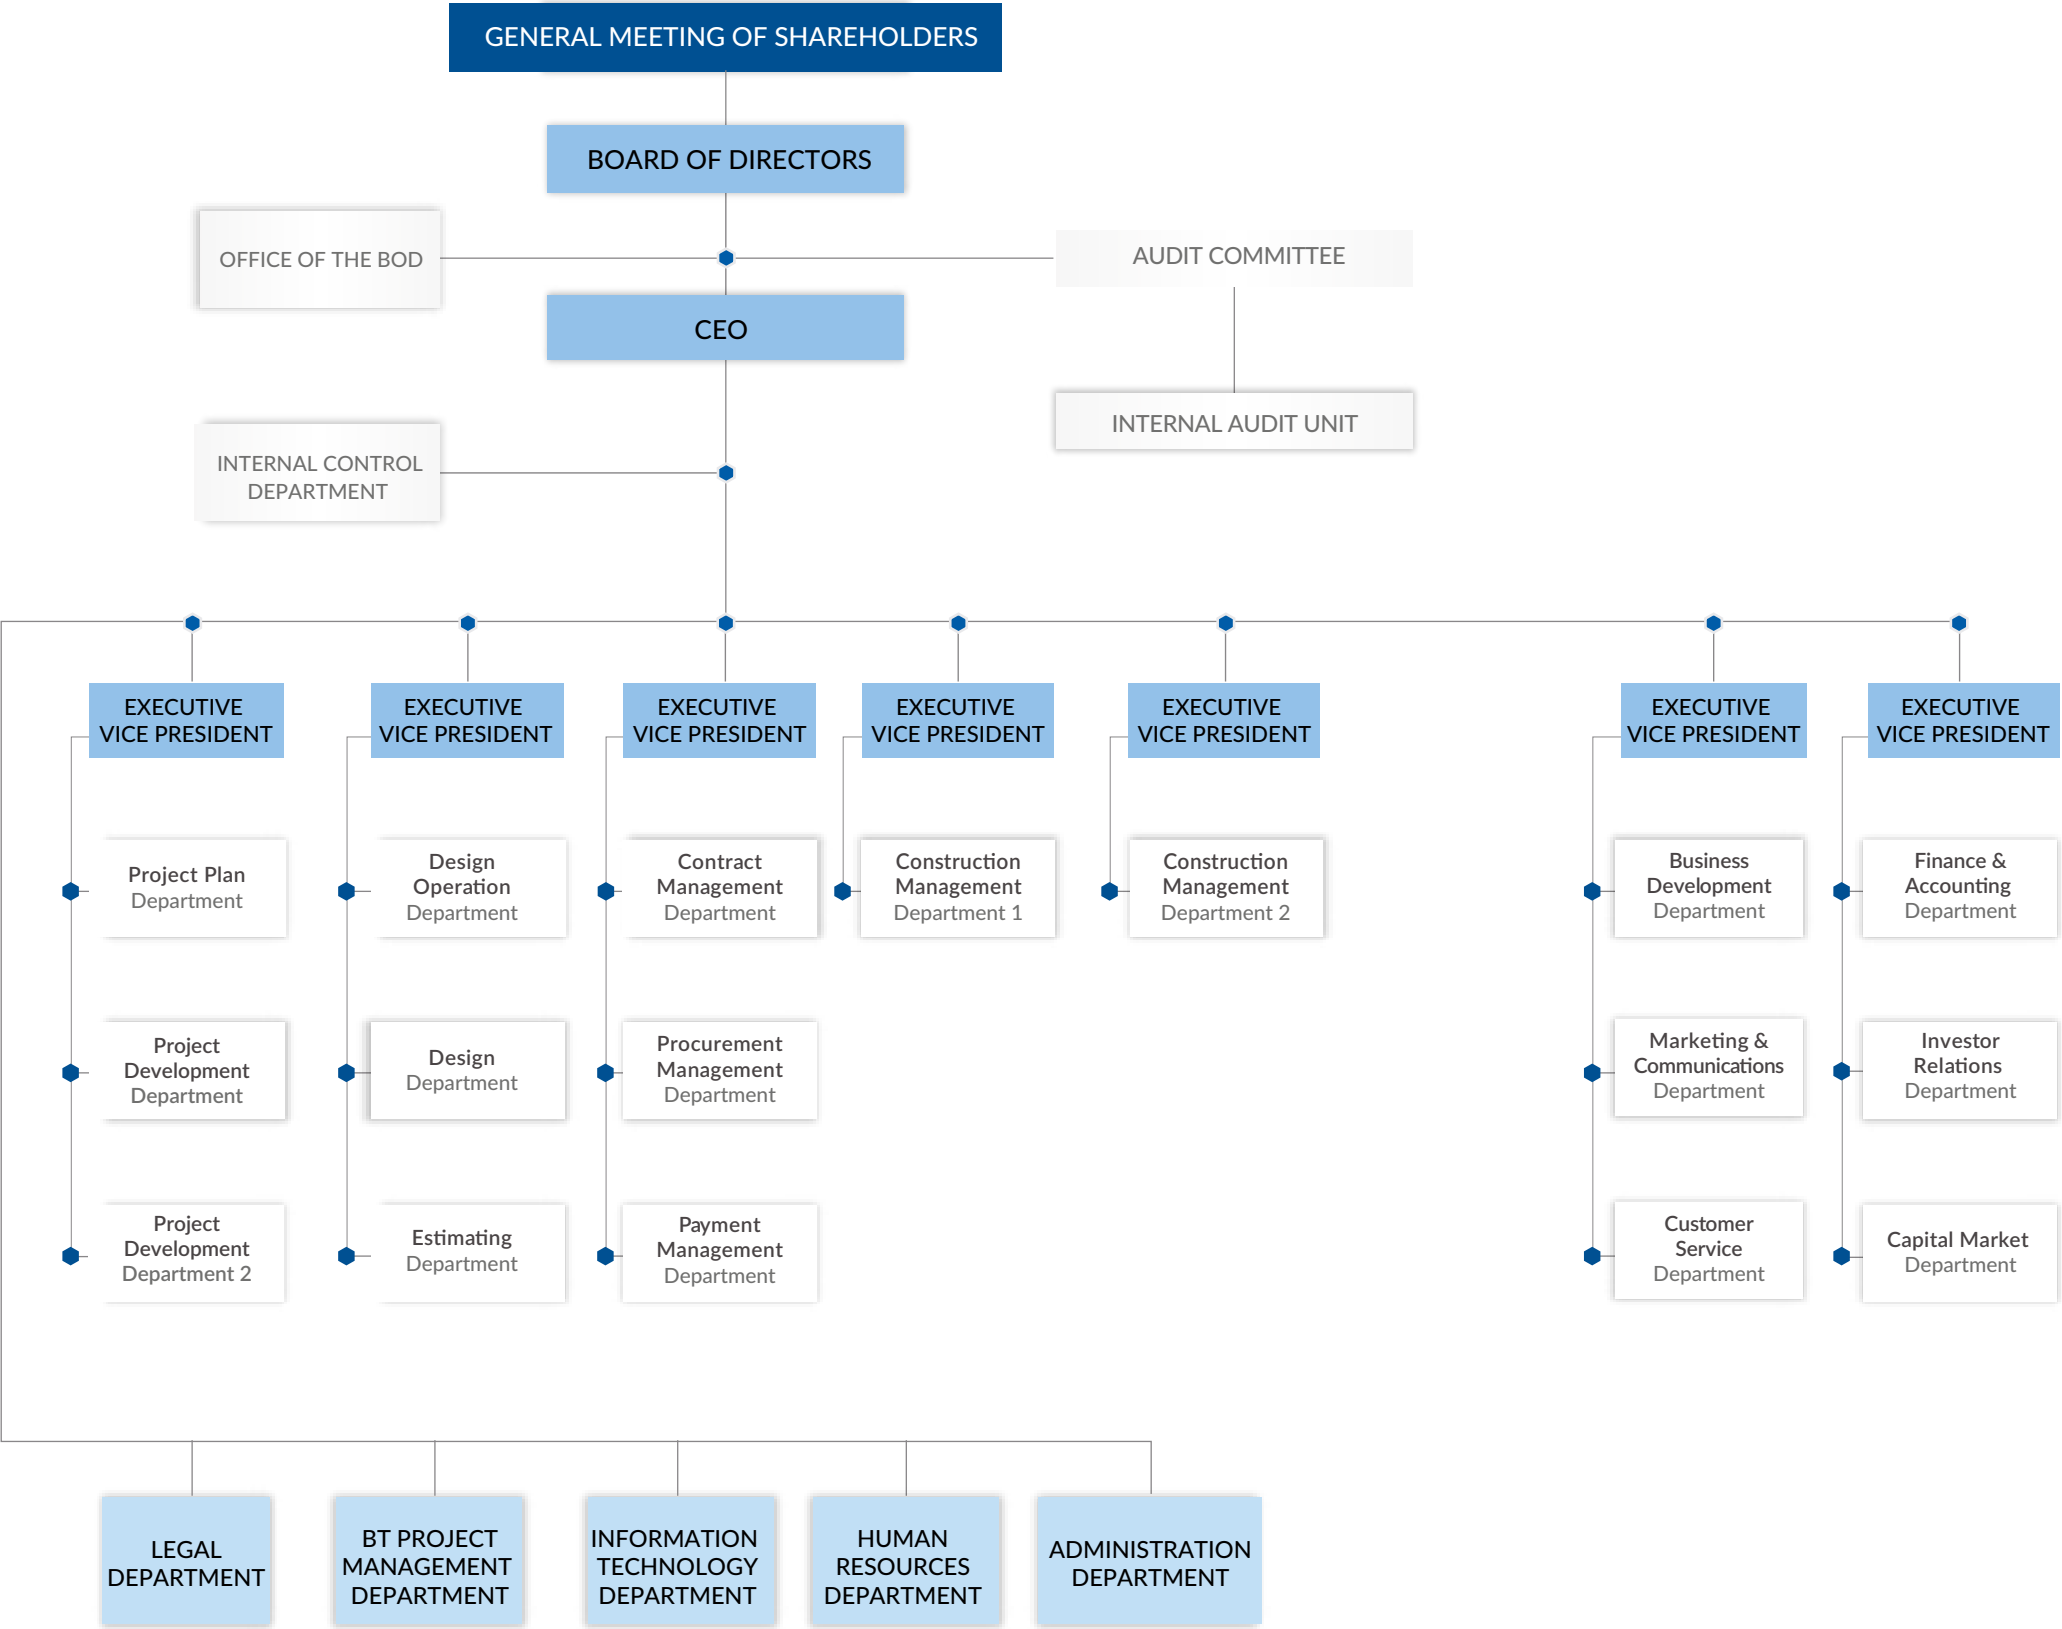 GENERAL MEETING OF SHAREHOLDERS
BOARD OF DIRECTORS
OFFICE OF THE BOD
AUDIT COMMITTEE
CEO
INTERNAL AUDIT UNIT
INTERNAL CONTROL
DEPARTMENT
EXECUTIVE
VICE PRESIDENT
EXECUTIVE
VICE PRESIDENT
EXECUTIVE
VICE PRESIDENT
EXECUTIVE
VICE PRESIDENT
EXECUTIVE
VICE PRESIDENT
EXECUTIVE
VICE PRESIDENT
EXECUTIVE
VICE PRESIDENT
Project Plan
Department
Design
Operation
Department
Contract
Management
Department
Construction
Management
Department 1
Construction
Management
Department 2
Business
Development
Department
Finance &
Accounting
Department
Project
Development
Department
Design
Department
Procurement
Management
Department
Marketing &
Communications
Department
Investor
Relations
Department
Project
Development
Department 2
Estimating
Department
Payment
Management
Department
Customer
Service
Department
Capital Market
Department
LEGAL
DEPARTMENT
BT PROJECT
MANAGEMENT
DEPARTMENT
INFORMATION
TECHNOLOGY
DEPARTMENT
HUMAN
RESOURCES
DEPARTMENT
ADMINISTRATION
DEPARTMENT